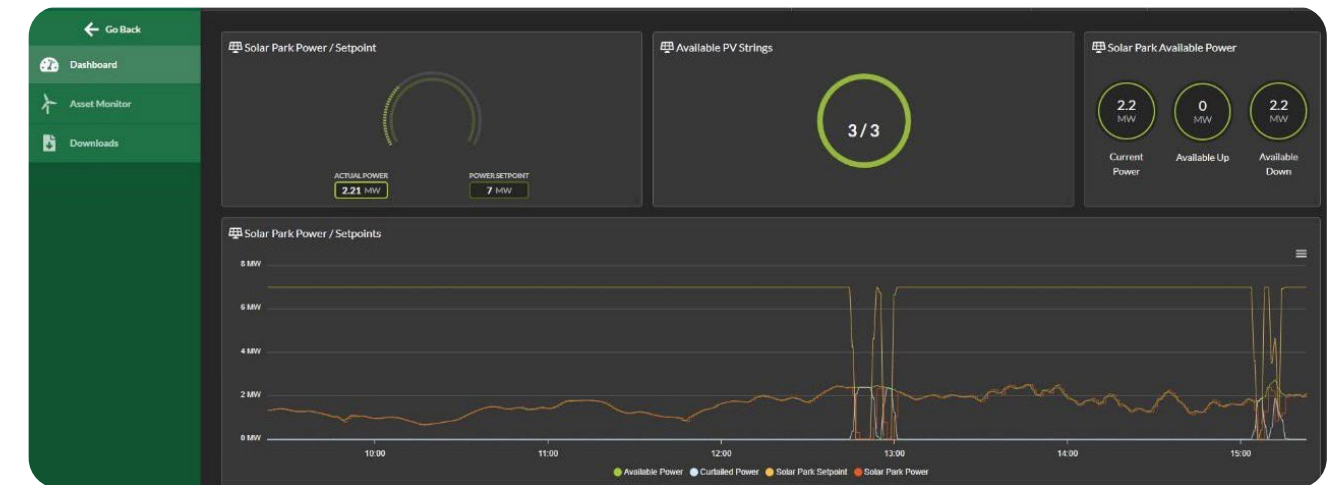 Go Back
Dashboard
Asset Monitor
Downloads
Solar Park Power / Setpoint
ACTUAL POWER
2.21 MW
POWER SETPOINT
7 MW
Available PV Strings
3 / 3
Solar Park Available Power
2.2
MW
Current
Power
0
MW
Available Up
2.2
MW
Available
Down
Solar Park Power / Setpoints
8 MW
6 MW
4 MW
2 MW
0 MW
10:00 11:00 12:00 13:00 14:00 15:00
Available Power Curtailed Power Solar Park Setpoint Solar Park Power